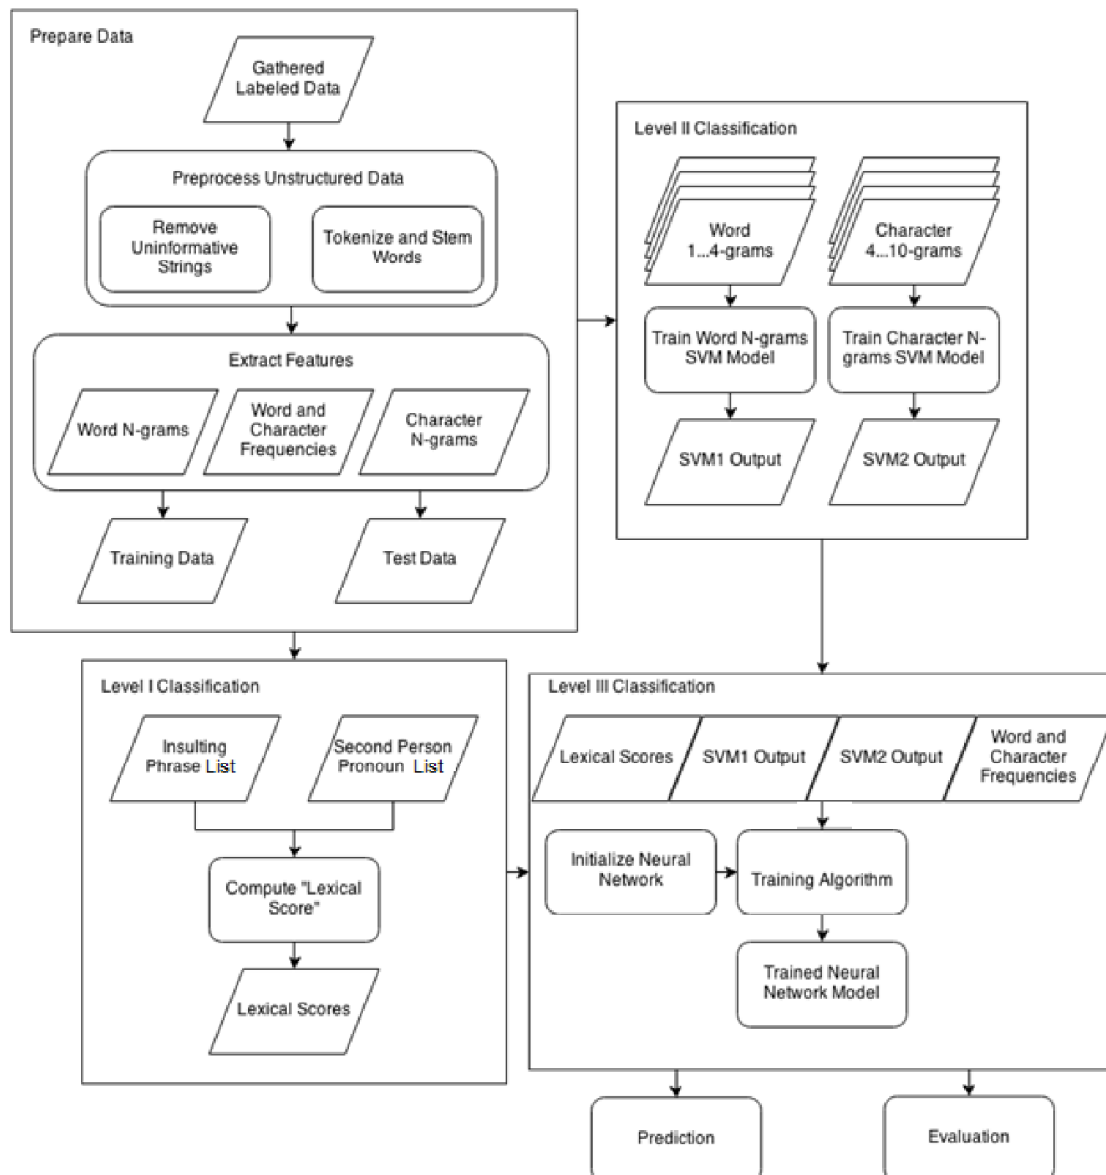 Prepare Data
Gathered
Labeled Data
Preprocess Unstructured Data
Remove
Uninformative
Strings
Tokenize and Stem
Words
Extract Features
Word N-grams
Word and
Character
Frequencies
Character
N-grams
Training Data
Test Data
Level II Classification
Word
1...4-grams
Character
4...10-grams
Train Word N-grams
SVM Model
Train Character N-
grams SVM Model
SVM1 Output
SVM2 Output
Level I Classification
Insulting
Phrase List
Second Person
Pronoun List
Compute "Lexical
Score"
Lexical Scores
Level III Classification
Lexical Scores
SVM1 Output
SVM2 Output
Word and
Character
Frequencies
Initialize Neural
Network
Training Algorithm
Trained Neural
Network Model
Prediction
Evaluation